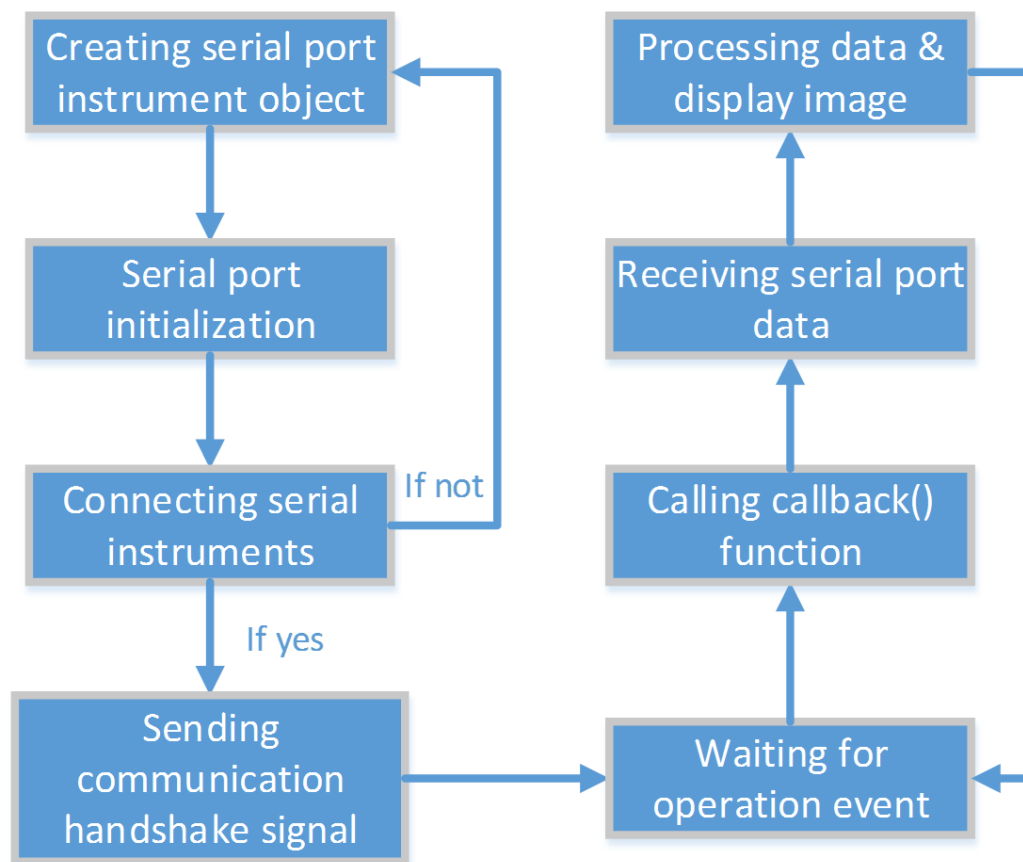 Creating serial port
instrument object
Serial port
initialization
Connecting serial
instruments
If not
If yes
Sending
communication
handshake signal
Waiting for
operation event
Calling callback()
function
Receiving serial port
data
Processing data &
display image